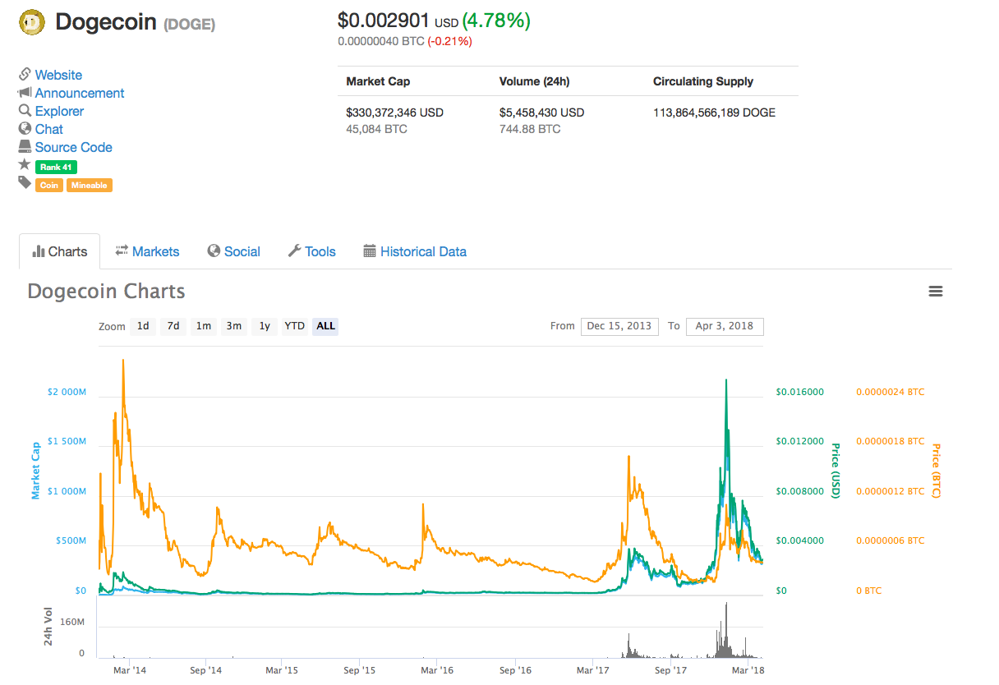 Dogecoin (DOGE)
$0.002901 USD (4.78%)
0.00000040 BTC (-0.21%)
Website
Announcement
Explorer
Chat
Source Code
Rank 41
Coin Mineable
Market Cap Volume (24h) Circulating Supply
$330,372,346 USD $5,458,430 USD 113,864,566,189 DOGE
45,084 BTC 744.88 BTC
Charts Markets Social Tools Historical Data
Dogecoin Charts
Zoom 1d 7d 1m 3m 1y YTD ALL From Dec 15, 2013 To Apr 3, 2018
$2 000M $0.016000 0.0000024 BTC
$1 500M $0.012000 0.0000018 BTC
$1 000M $0.008000 0.0000012 BTC
$500M $0.004000 0.0000006 BTC
$0 $0 0 BTC
Market Cap
Price (USD)
Price (BTC)
24h Vol
160M
0
Mar '14 Sep '14 Mar '15 Sep '15 Mar '16 Sep '16 Mar '17 Sep '17 Mar '18